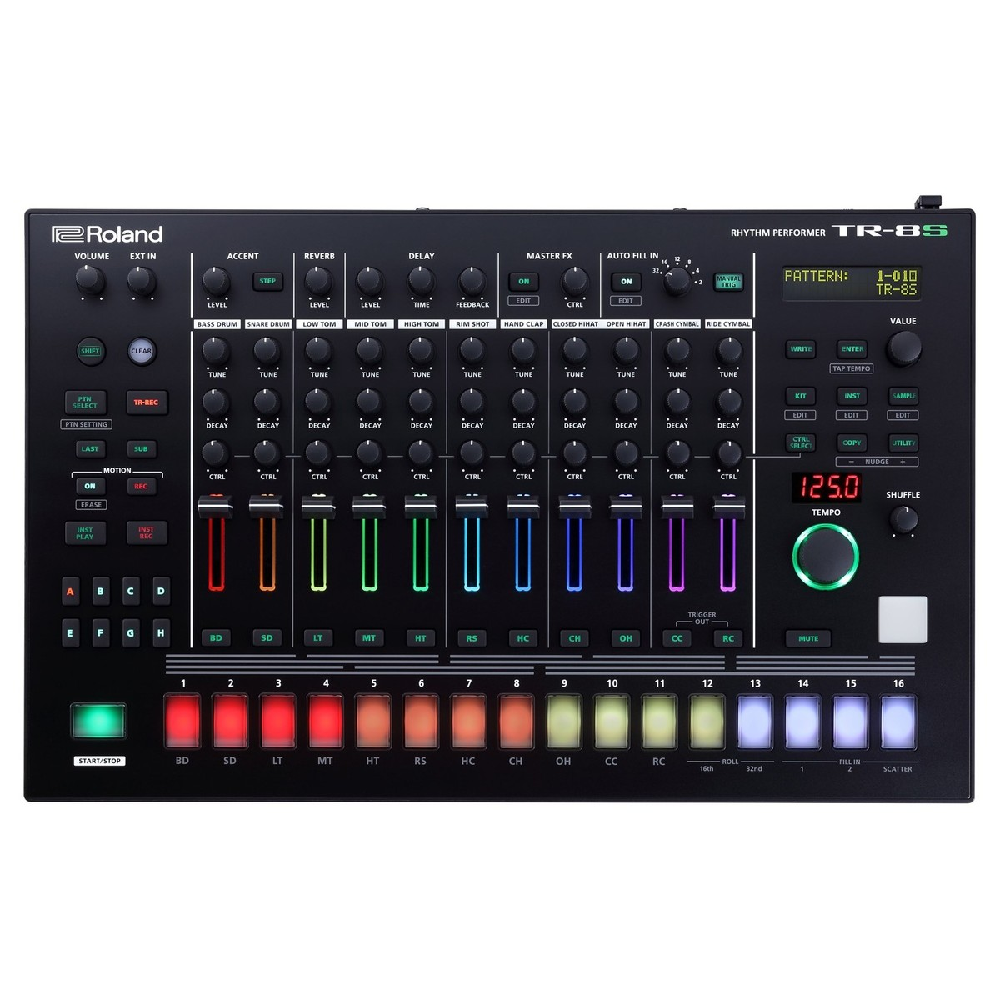 Roland
RHYTHM PERFORMER TR-8S
VOLUME EXT IN
ACCENT
LEVEL
STEP
REVERB
LEVEL
DELAY
LEVEL TIME FEEDBACK
MASTER FX
ON
EDIT
CTRL
AUTO FILL IN
ON
EDIT
32 16 12 8 4 2
MANUAL
TRIG
PATTERN: 1-01
TR-8S
BASS DRUM SNARE DRUM LOW TOM MID TOM HIGH TOM RIM SHOT HAND CLAP CLOSED HIHAT OPEN HIHAT CRASH CYMBAL RIDE CYMBAL
TUNE TUNE TUNE TUNE TUNE TUNE TUNE TUNE TUNE TUNE TUNE
DECAY DECAY DECAY DECAY DECAY DECAY DECAY DECAY DECAY DECAY DECAY
CTRL CTRL CTRL CTRL CTRL CTRL CTRL CTRL CTRL CTRL CTRL
SHIFT CLEAR
PTN
SELECT
TR-REC
PTN SETTING
LAST SUB
MOTION
ON REC
ERASE
INST
PLAY
INST
REC
A B C D
E F G H
VALUE
WRITE ENTER
TAP TEMPO
KIT INST SAMPLE
EDIT EDIT EDIT
CTRL
SELECT
COPY UTILITY
− NUDGE +
125.0
TEMPO
SHUFFLE
TRIGGER
OUT
BD SD LT MT HT RS HC CH OH CC RC
MUTE
1 2 3 4 5 6 7 8 9 10 11 12 13 14 15 16
START/STOP
BD SD LT MT HT RS HC CH OH CC RC
ROLL
16th 32nd
FILL IN
1 2
SCATTER